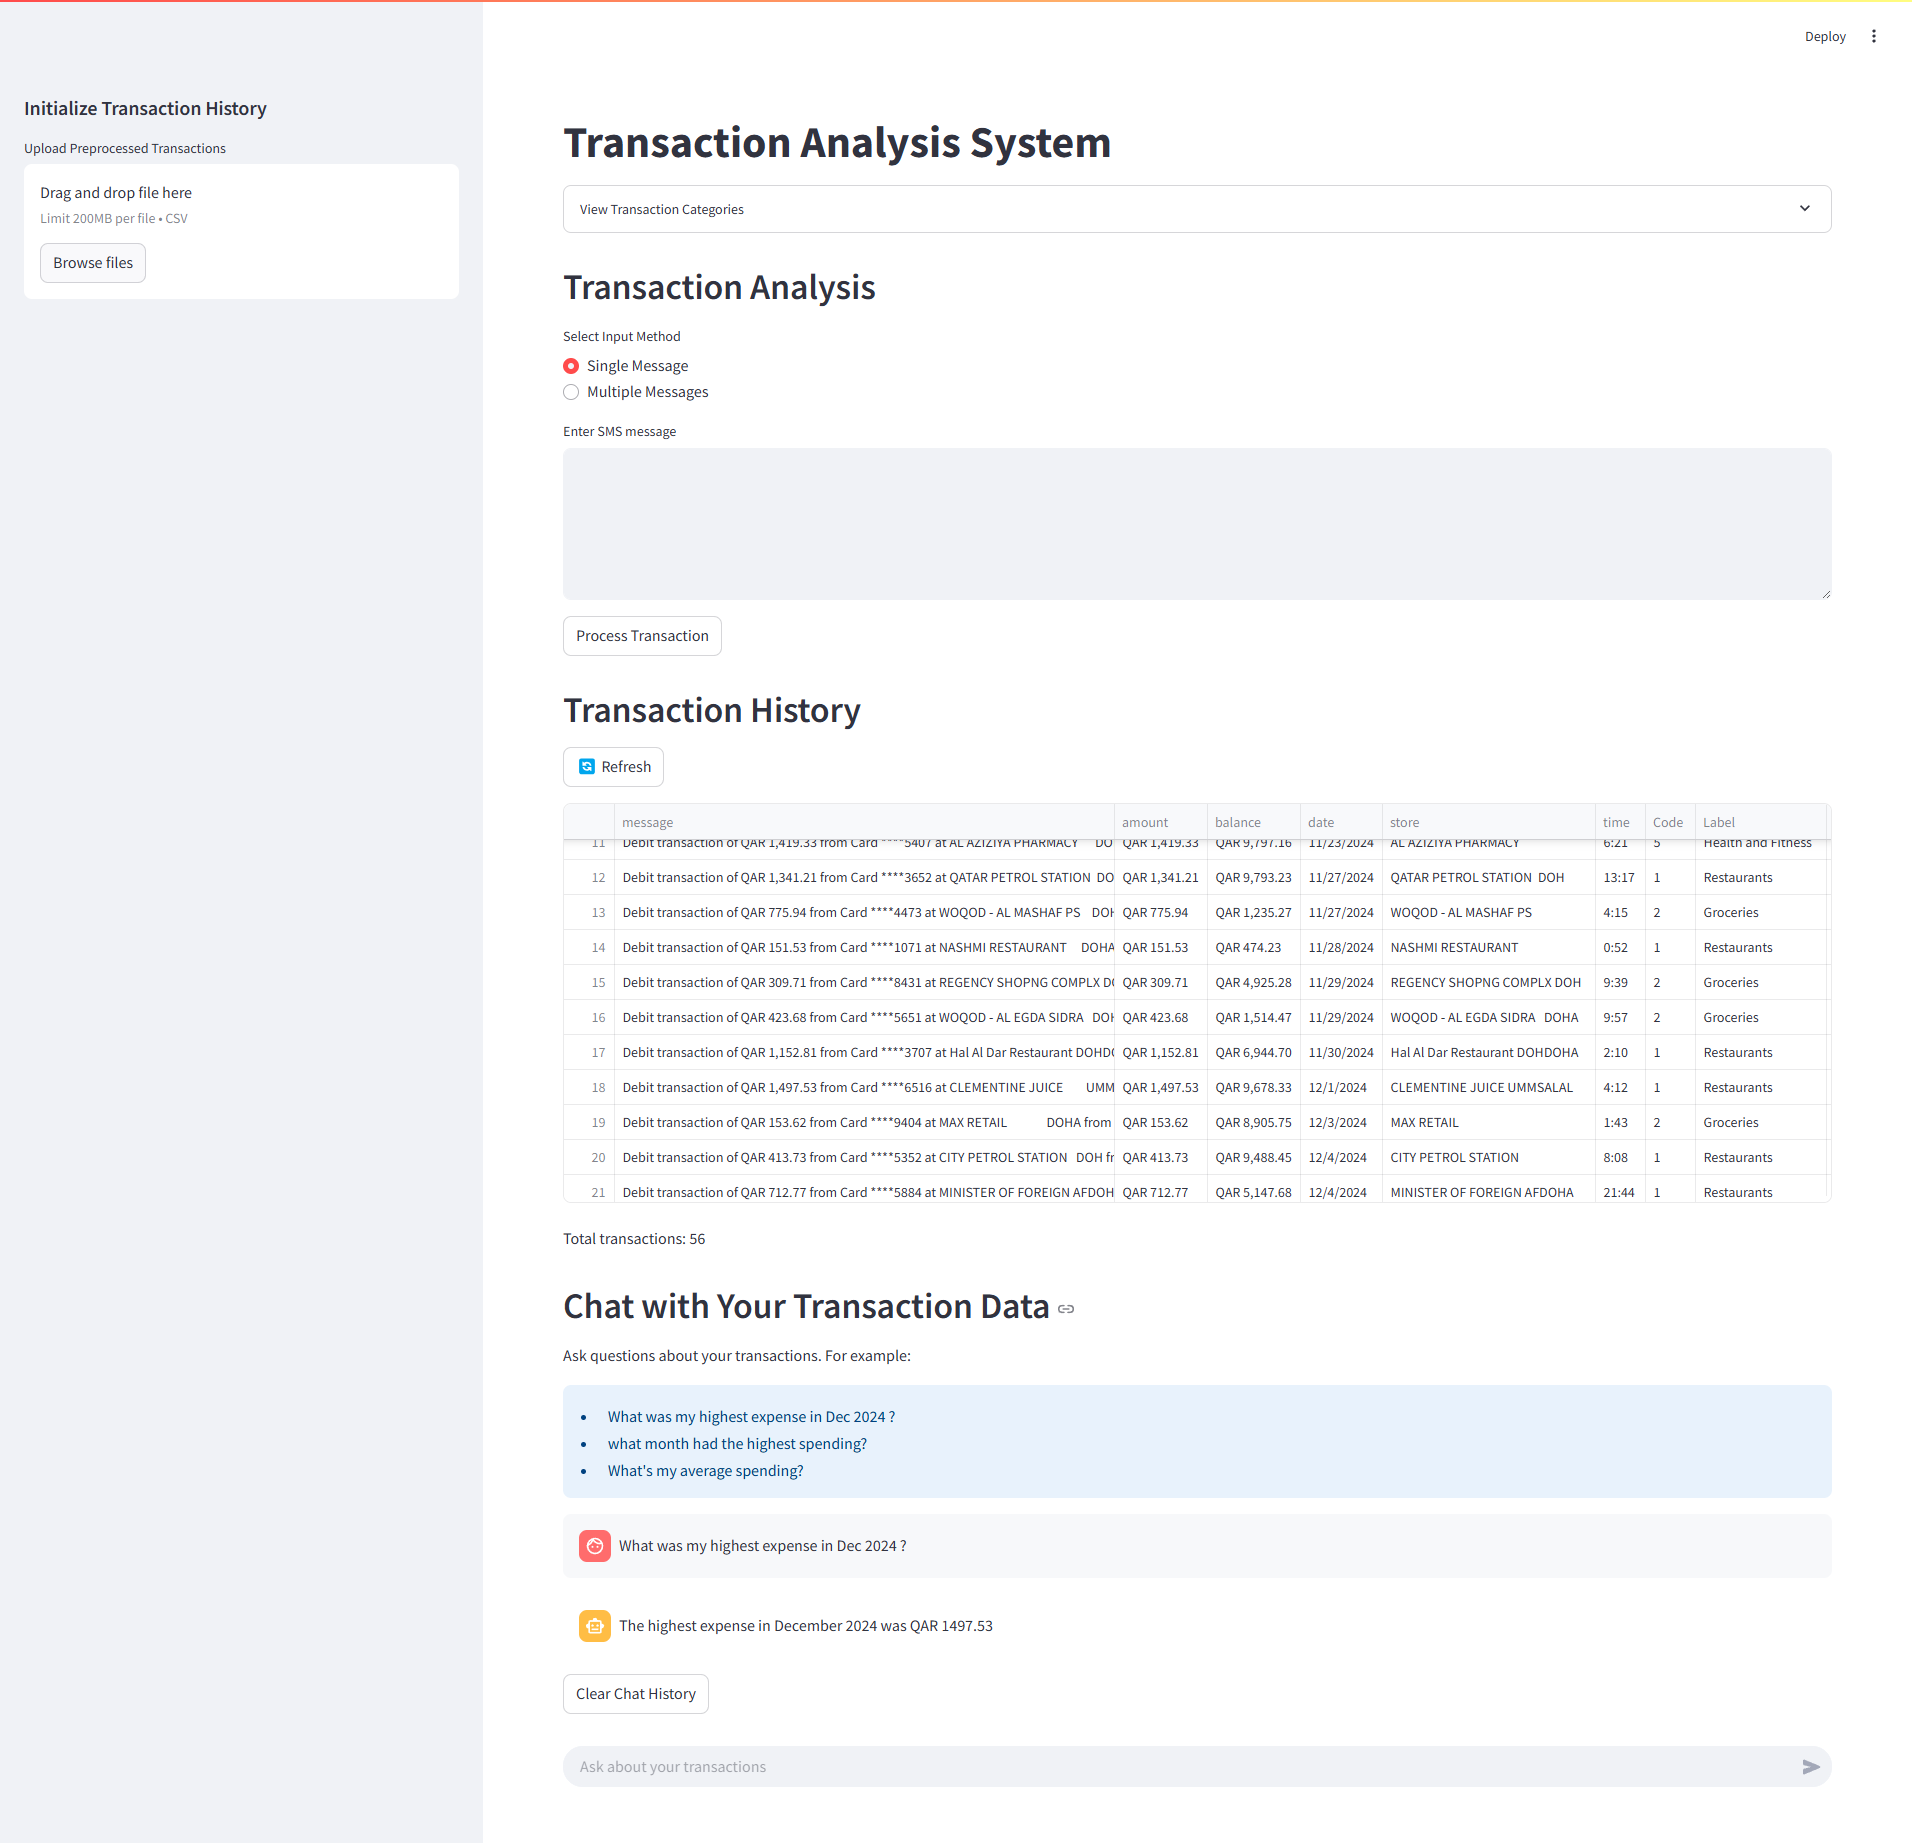 Deploy
Initialize Transaction History
Upload Preprocessed Transactions
Drag and drop file here
Limit 200MB per file • CSV
Browse files
Transaction Analysis System
View Transaction Categories
Transaction Analysis
Select Input Method
Single Message
Multiple Messages
Enter SMS message
Process Transaction
Transaction History
Refresh
message amount balance date store time Code Label
11 Debit transaction of QAR 1,419.33 from Card ****5407 at AL AZIZIYA PHARMACY DO QAR 1,419.33 QAR 9,797.16 11/23/2024 AL AZIZIYA PHARMACY 6:21 5 Health and Fitness
12 Debit transaction of QAR 1,341.21 from Card ****3652 at QATAR PETROL STATION DO QAR 1,341.21 QAR 9,793.23 11/27/2024 QATAR PETROL STATION DOH 13:17 1 Restaurants
13 Debit transaction of QAR 775.94 from Card ****4473 at WOQOD - AL MASHAF PS DOH QAR 775.94 QAR 1,235.27 11/27/2024 WOQOD - AL MASHAF PS 4:15 2 Groceries
14 Debit transaction of QAR 151.53 from Card ****1071 at NASHMI RESTAURANT DOHA QAR 151.53 QAR 474.23 11/28/2024 NASHMI RESTAURANT 0:52 1 Restaurants
15 Debit transaction of QAR 309.71 from Card ****8431 at REGENCY SHOPNG COMPLX DO QAR 309.71 QAR 4,925.28 11/29/2024 REGENCY SHOPNG COMPLX DOH 9:39 2 Groceries
16 Debit transaction of QAR 423.68 from Card ****5651 at WOQOD - AL EGDA SIDRA DOH QAR 423.68 QAR 1,514.47 11/29/2024 WOQOD - AL EGDA SIDRA DOHA 9:57 2 Groceries
17 Debit transaction of QAR 1,152.81 from Card ****3707 at Hal Al Dar Restaurant DOHDO QAR 1,152.81 QAR 6,944.70 11/30/2024 Hal Al Dar Restaurant DOHDOHA 2:10 1 Restaurants
18 Debit transaction of QAR 1,497.53 from Card ****6516 at CLEMENTINE JUICE UMM QAR 1,497.53 QAR 9,678.33 12/1/2024 CLEMENTINE JUICE UMMSALAL 4:12 1 Restaurants
19 Debit transaction of QAR 153.62 from Card ****9404 at MAX RETAIL DOHA from QAR 153.62 QAR 8,905.75 12/3/2024 MAX RETAIL 1:43 2 Groceries
20 Debit transaction of QAR 413.73 from Card ****5352 at CITY PETROL STATION DOH fr QAR 413.73 QAR 9,488.45 12/4/2024 CITY PETROL STATION 8:08 1 Restaurants
21 Debit transaction of QAR 712.77 from Card ****5884 at MINISTER OF FOREIGN AFDOH QAR 712.77 QAR 5,147.68 12/4/2024 MINISTER OF FOREIGN AFDOHA 21:44 1 Restaurants
Total transactions: 56
Chat with Your Transaction Data
Ask questions about your transactions. For example:
• What was my highest expense in Dec 2024 ?
• what month had the highest spending?
• What's my average spending?
What was my highest expense in Dec 2024 ?
The highest expense in December 2024 was QAR 1497.53
Clear Chat History
Ask about your transactions